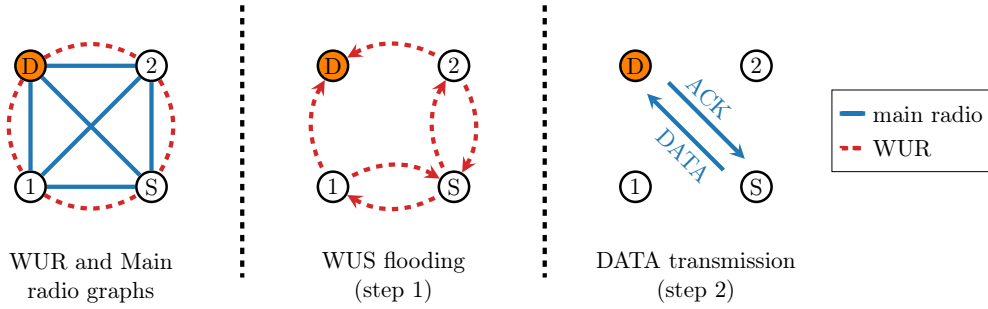 D
2
1
S
WUR and Main
radio graphs
D
2
1
S
WUS flooding
(step 1)
D
2
ACK
DATA
1
S
DATA transmission
(step 2)
main radio
WUR